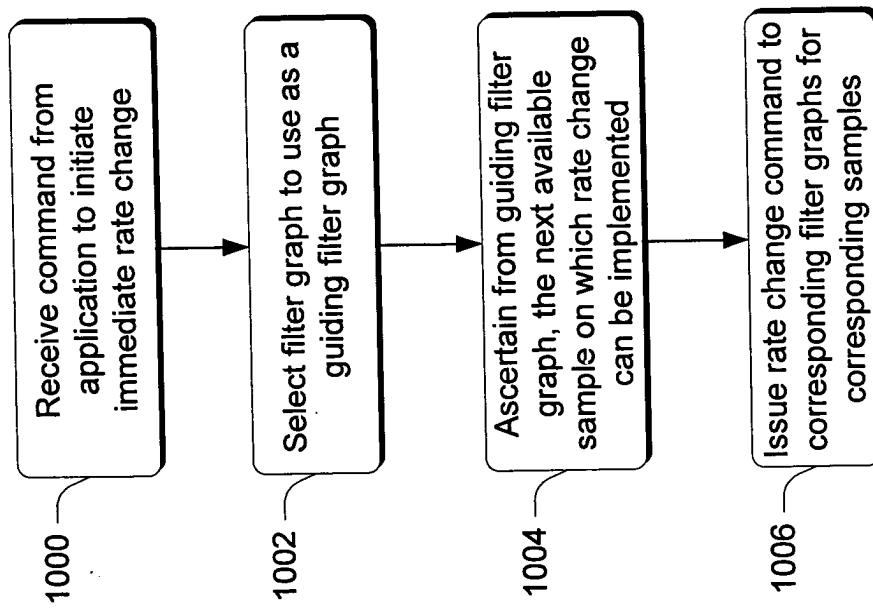 1000
Receive command from
application to initiate
immediate rate change
1002
Select filter graph to use as a
guiding filter graph
1004
Ascertain from guiding filter
graph, the next available
sample on which rate change
can be implemented
1006
Issue rate change command to
corresponding filter graphs for
corresponding samples